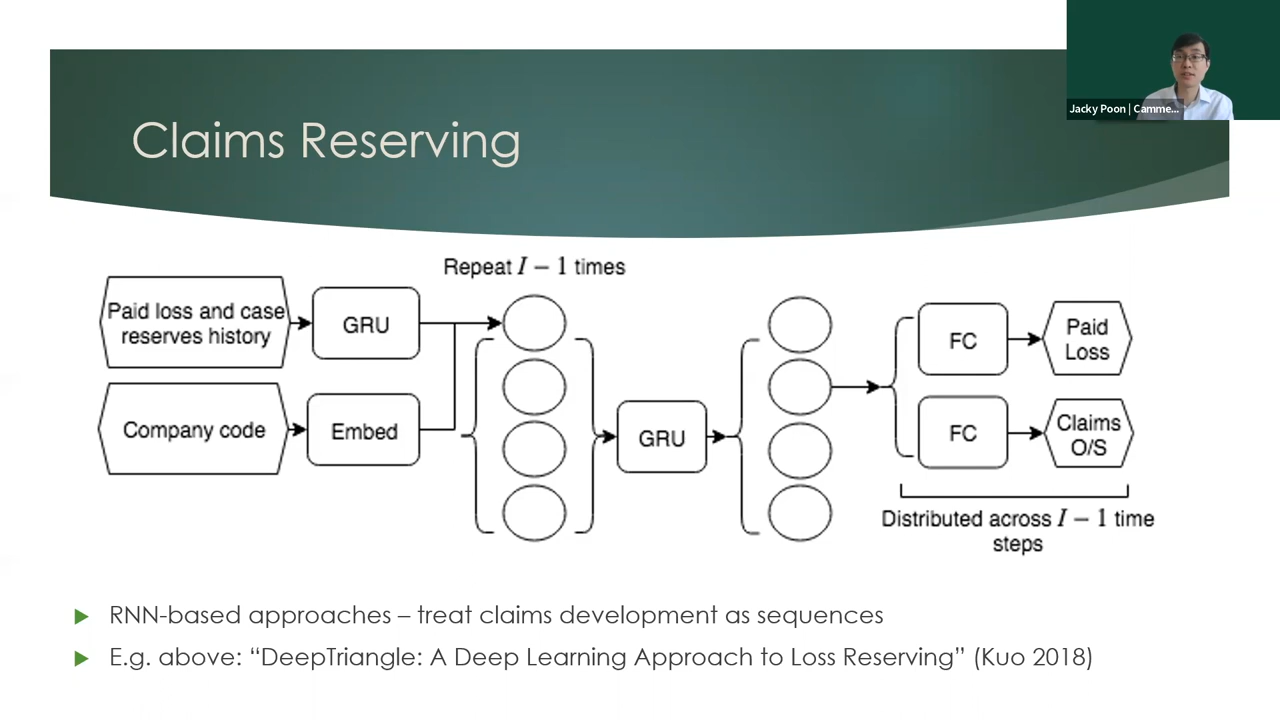 Jacky Poon | Camme...
Claims Reserving
Repeat I − 1 times
Paid loss and case
reserves history
GRU
Company code
Embed
GRU
FC
Paid
Loss
FC
Claims
O/S
Distributed across I − 1 time
steps
RNN-based approaches – treat claims development as sequences
E.g. above: “DeepTriangle: A Deep Learning Approach to Loss Reserving” (Kuo 2018)